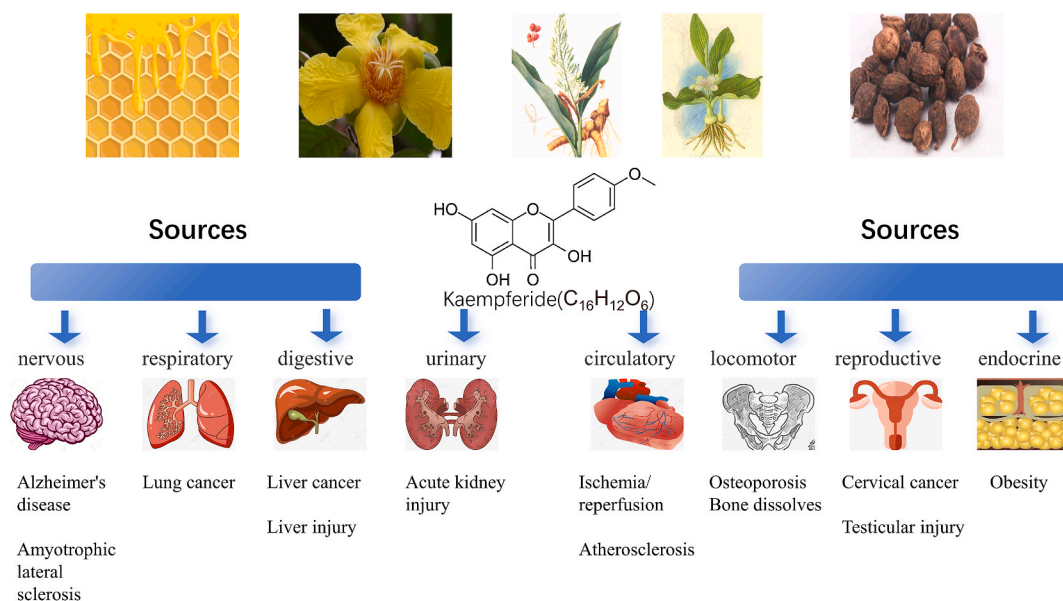 O
HO
O
OH
OH
O
Sources
Sources
Kaempferide(C16H12O6)
nervous
respiratory
digestive
urinary
circulatory
locomotor
reproductive
endocrine
Alzheimer's
disease
Amyotrophic
lateral
sclerosis
Lung cancer
Liver cancer
Liver injury
Acute kidney
injury
Ischemia/
reperfusion
Atherosclerosis
Osteoporosis
Bone dissolves
Cervical cancer
Testicular injury
Obesity